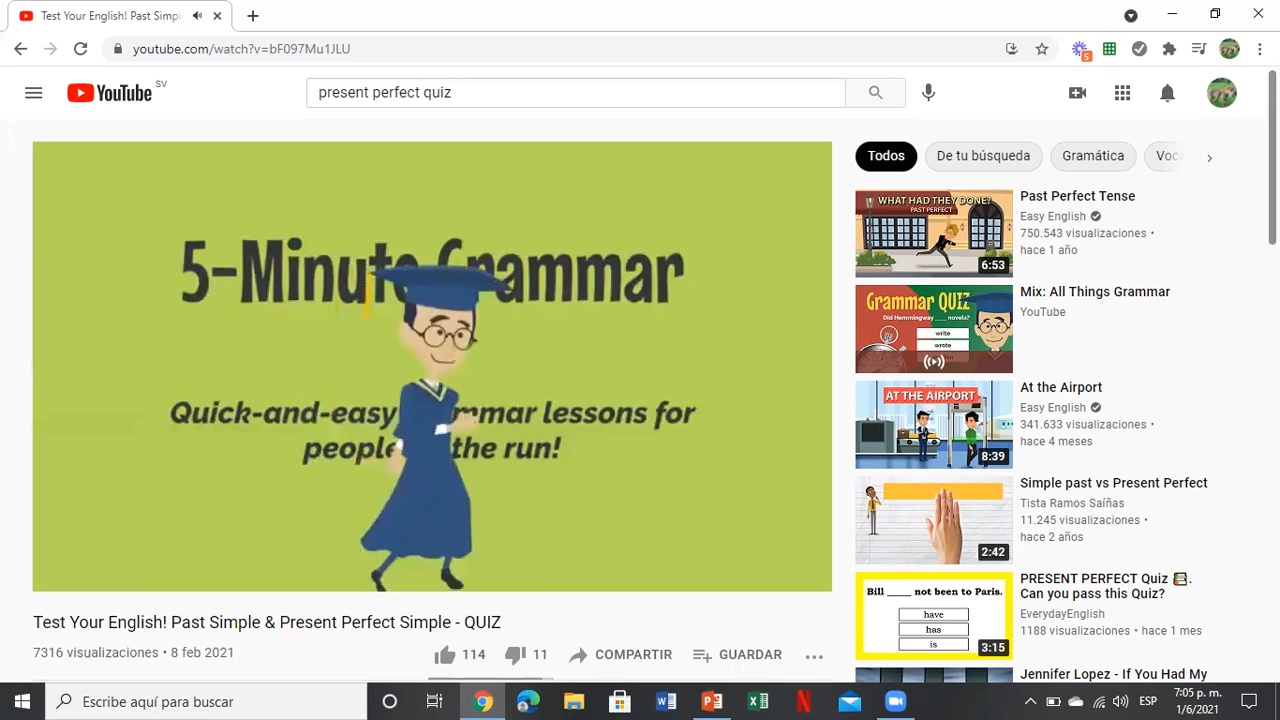 Test Your English! Past Simple
youtube.com/watch?v=bF097Mu1JLU
5
YouTube SV
present perfect quiz
5-Minute Grammar
Quick-and-easy mmar lessons for
people the run!
Test Your English! Past Simple & Present Perfect Simple - QUIZ
7316 visualizaciones • 8 feb 2021
114
11
COMPARTIR
GUARDAR
Todos
De tu búsqueda
Gramática
Voc
WHAT HAD THEY DONE?
PAST PERFECT
6:53
Past Perfect Tense
Easy English
750.543 visualizaciones •
hace 1 año
Grammar QUIZ
Did Hemmingway ____ novels?
write
wrote
Mix: All Things Grammar
YouTube
AT THE AIRPORT
8:39
At the Airport
Easy English
341.633 visualizaciones •
hace 4 meses
2:42
Simple past vs Present Perfect
Tista Ramos Saíñas
11.245 visualizaciones •
hace 2 años
Bill ____ not been to Paris.
have
has
is
3:15
PRESENT PERFECT Quiz 📚.
Can you pass this Quiz?
EverydayEnglish
1188 visualizaciones • hace 1 mes
Jennifer Lopez - If You Had My
Escribe aquí para buscar
ESP
7:05 p. m.
1/6/2021